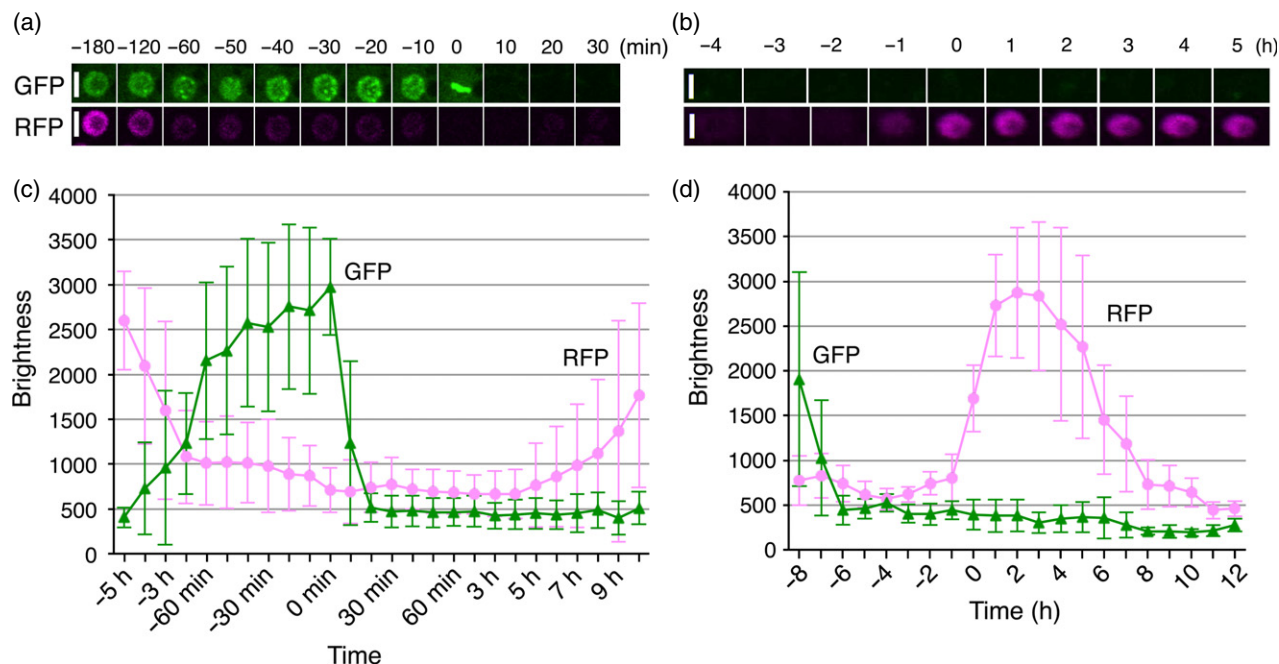 (a)
−180 −120 −60 −50 −40 −30 −20 −10 0 10 20 30 (min)
GFP
RFP
(b)
−4 −3 −2 −1 0 1 2 3 4 5 (h)
(c)
4000
3500
3000
2500
2000
1500
1000
500
0
Brightness
GFP
RFP
−5 h −3 h −60 min −30 min 0 min 30 min 60 min 3 h 5 h 7 h 9 h
Time
(d)
4000
3500
3000
2500
2000
1500
1000
500
0
Brightness
GFP
RFP
−8 −6 −4 −2 0 2 4 6 8 10 12
Time (h)